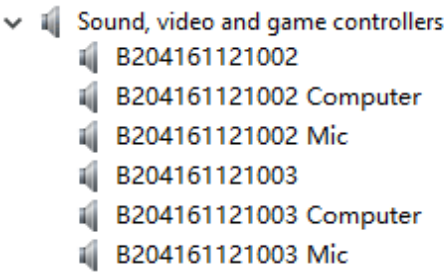 Sound, video and game controllers
B204161121002
B204161121002 Computer
B204161121002 Mic
B204161121003
B204161121003 Computer
B204161121003 Mic